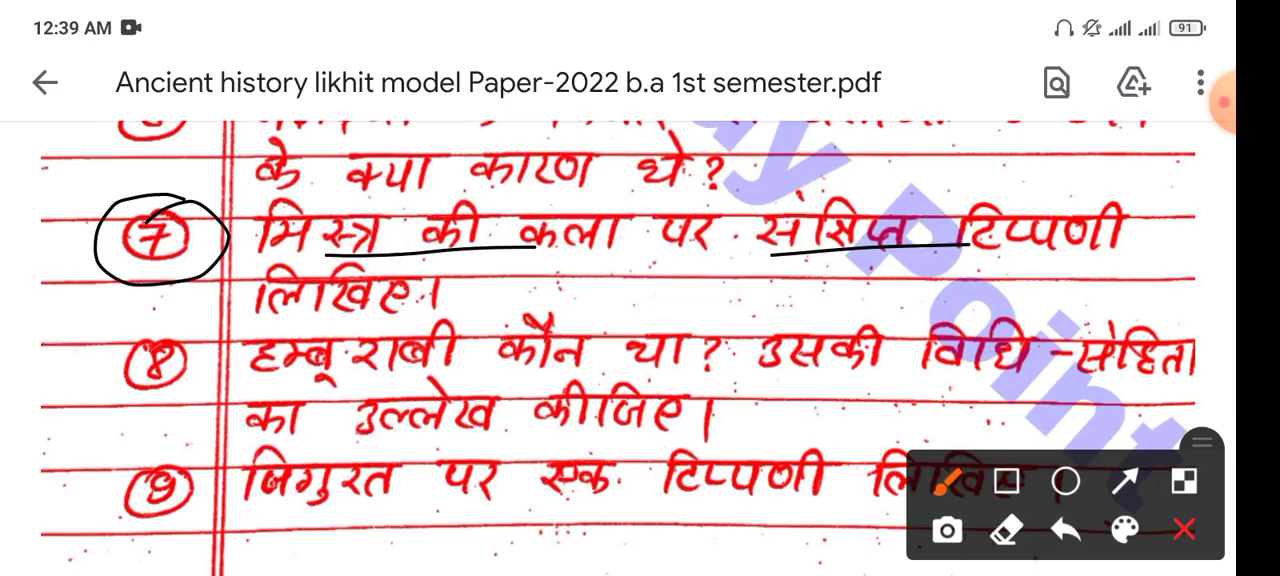 12:39 AM
91
Ancient history likhit model Paper-2022 b.a 1st semester.pdf
के क्या कारण थे?
7 मिस्त्र की कला पर संक्षिप्त टिप्पणी
लिखिए।
8 हम्बूराबी कौन था? उसकी विधि-संहिता
का उल्लेख कीजिए।
9 जिगुरत पर एक टिप्पणी लिखिए।
Point